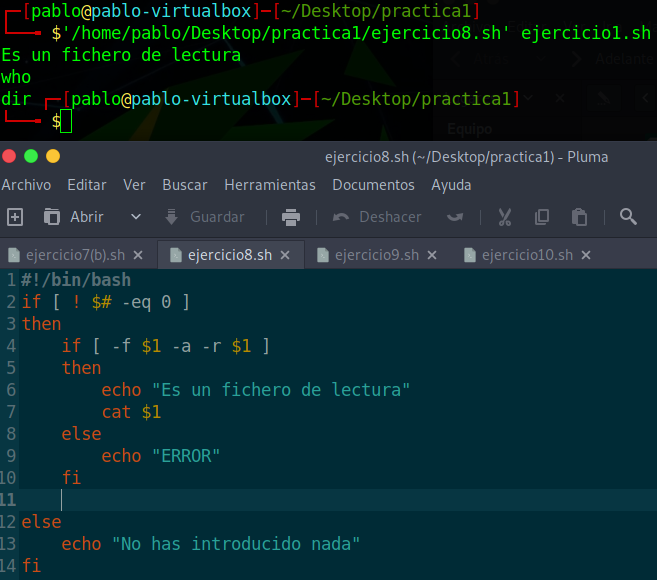 ┌─[pablo@pablo-virtualbox]─[~/Desktop/practica1]
└──╼ $'/home/pablo/Desktop/practica1/ejercicio8.sh' ejercicio1.sh
Es un fichero de lectura
who
dir ┌─[pablo@pablo-virtualbox]─[~/Desktop/practica1]
└──╼ $
Adelante
Equipo
ejercicio8.sh (~/Desktop/practica1) - Pluma
Archivo Editar Ver Buscar Herramientas Documentos Ayuda
Abrir Guardar Deshacer
ejercicio7(b).sh × ejercicio8.sh × ejercicio9.sh × ejercicio10.sh ×
1 #!/bin/bash
2 if [ ! $# -eq 0 ]
3 then
4     if [ -f $1 -a -r $1 ]
5     then
6         echo "Es un fichero de lectura"
7         cat $1
8     else
9         echo "ERROR"
10     fi
11
12 else
13     echo "No has introducido nada"
14 fi